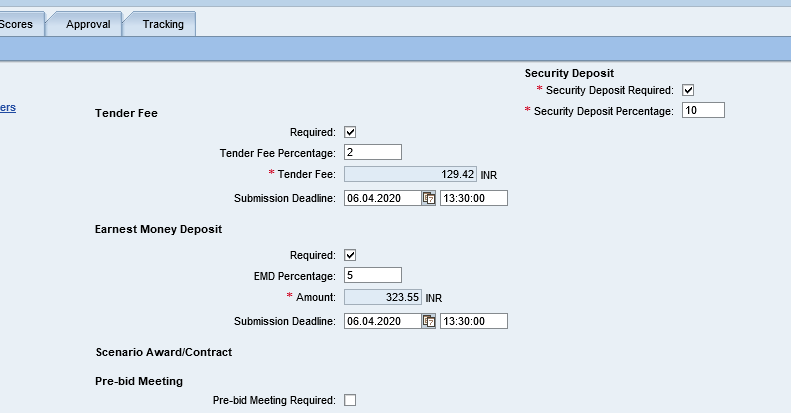 Scores Approval Tracking
Security Deposit
* Security Deposit Required:
ers
* Security Deposit Percentage: 10
Tender Fee
Required:
Tender Fee Percentage: 2
* Tender Fee: 129.42 INR
Submission Deadline: 06.04.2020 13:30:00
Earnest Money Deposit
Required:
EMD Percentage: 5
* Amount: 323.55 INR
Submission Deadline: 06.04.2020 13:30:00
Scenario Award/Contract
Pre-bid Meeting
Pre-bid Meeting Required: